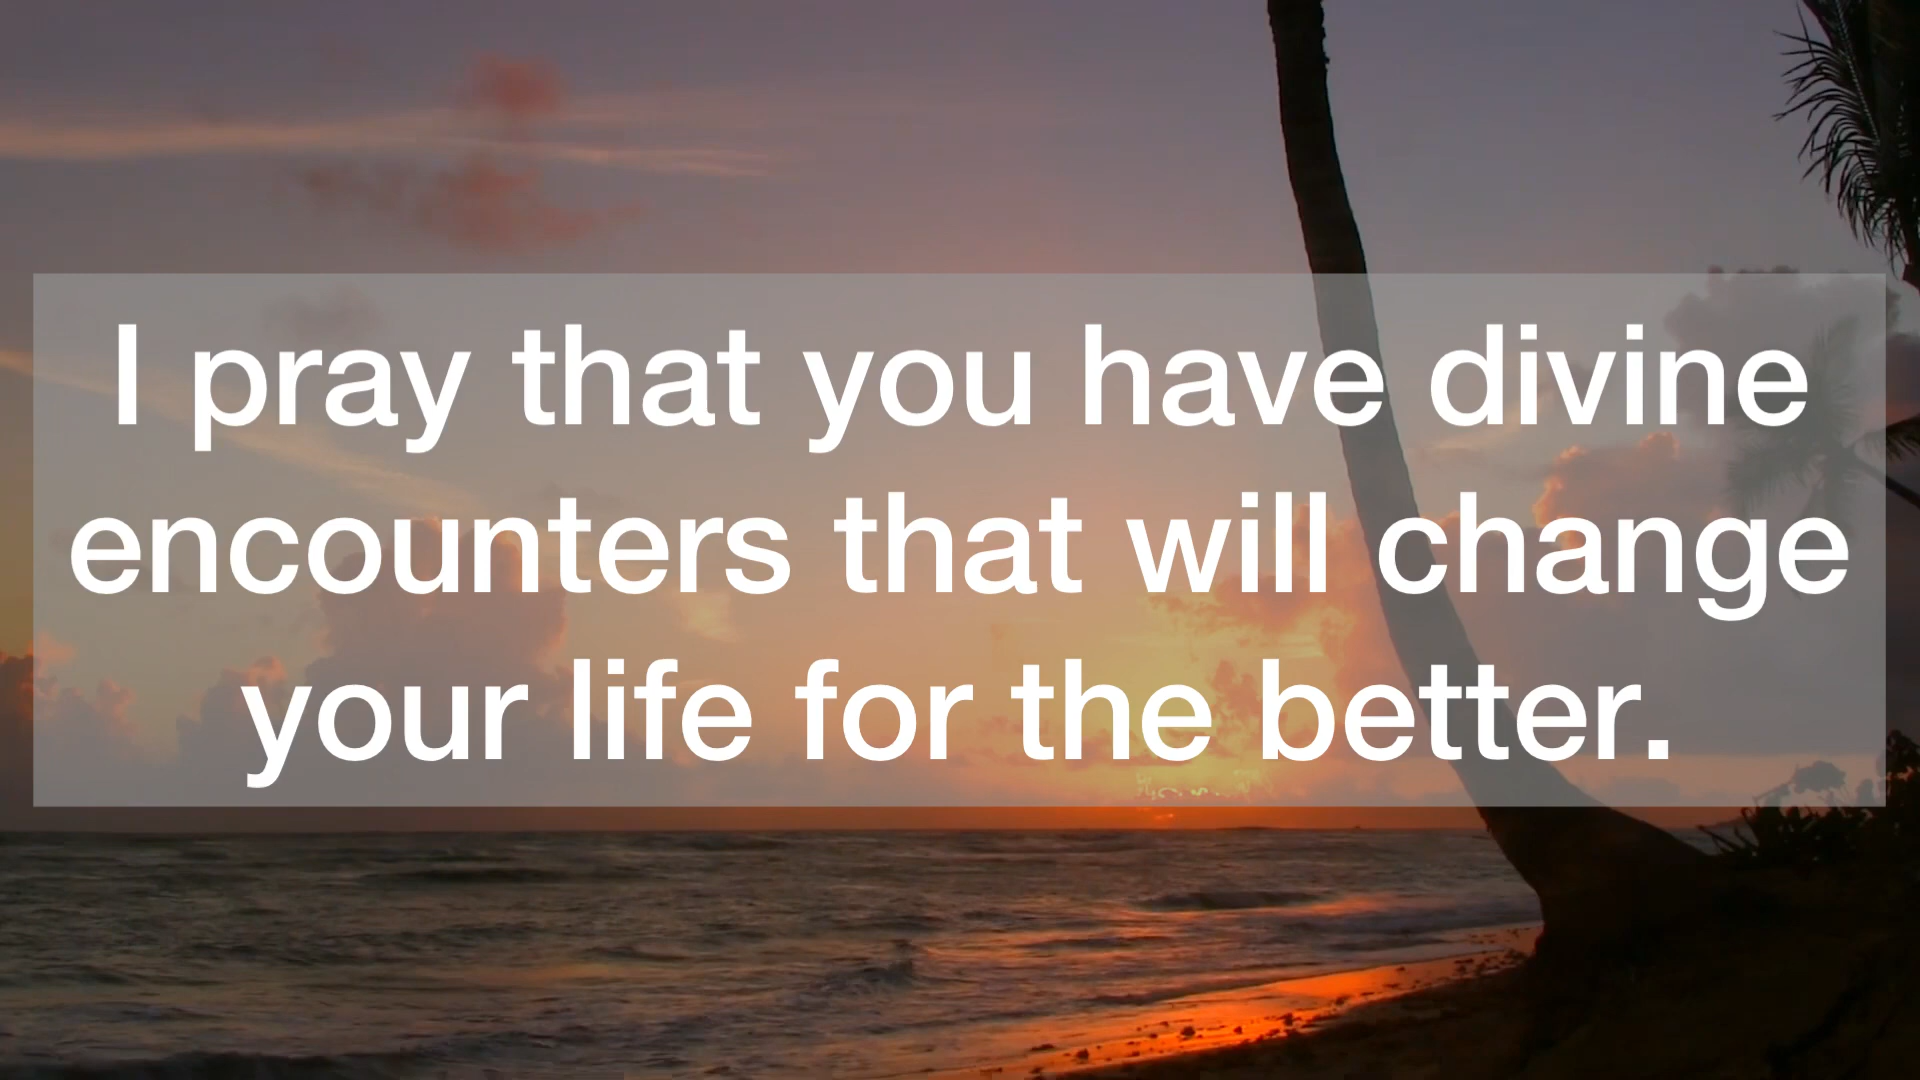 I pray that you have divine
encounters that will change
your life for the better.